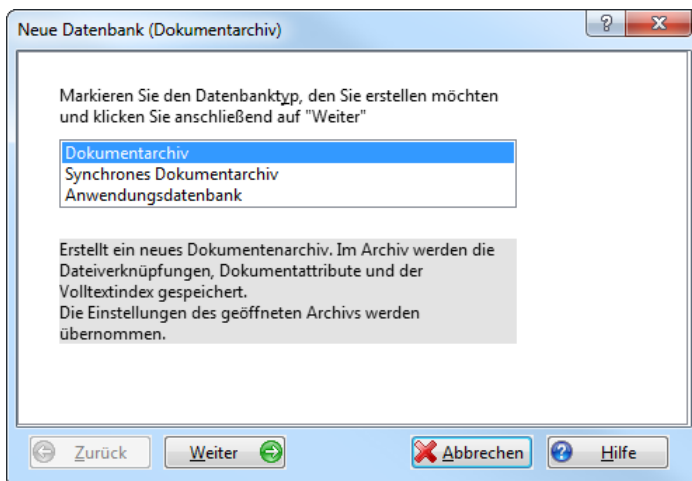 Neue Datenbank (Dokumentarchiv)
Markieren Sie den Datenbanktyp, den Sie erstellen möchten
und klicken Sie anschließend auf "Weiter"
Dokumentarchiv
Synchrones Dokumentarchiv
Anwendungsdatenbank
Erstellt ein neues Dokumentenarchiv. Im Archiv werden die
Dateiverknüpfungen, Dokumentattribute und der
Volltextindex gespeichert.
Die Einstellungen des geöffneten Archivs werden
übernommen.
Zurück Weiter Abbrechen Hilfe